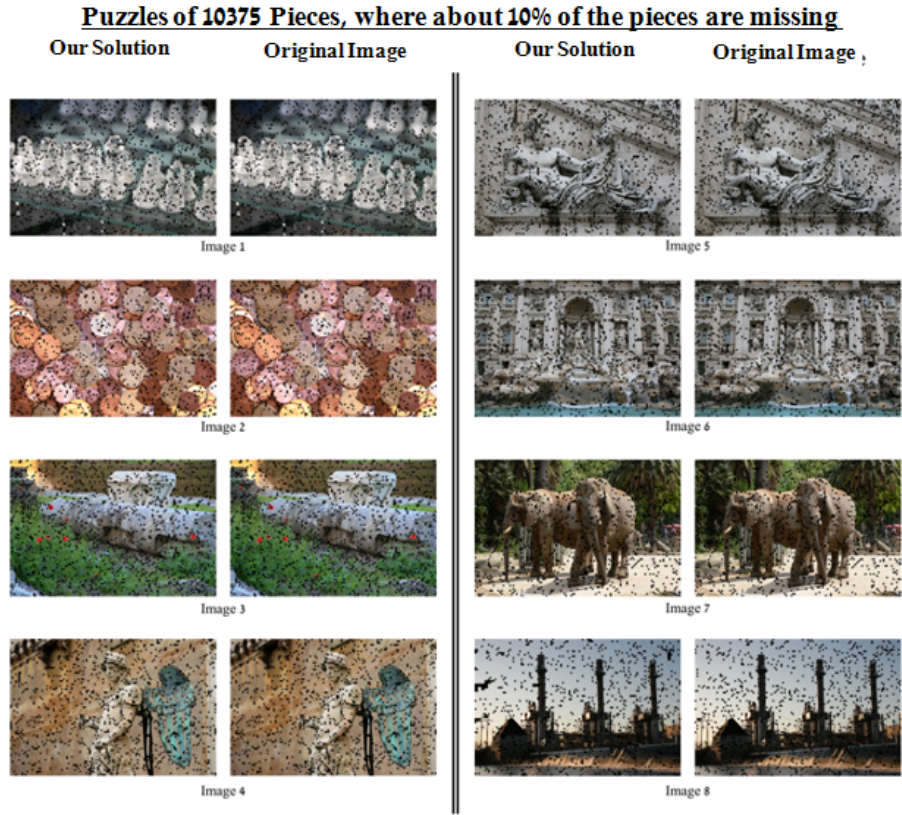 Puzzles of 10375 Pieces, where about 10% of the pieces are missing
Our Solution
Original Image
Our Solution
Original Image ;
Image 1
Image 5
Image 2
Image 6
Image 3
Image 7
Image 4
Image 8